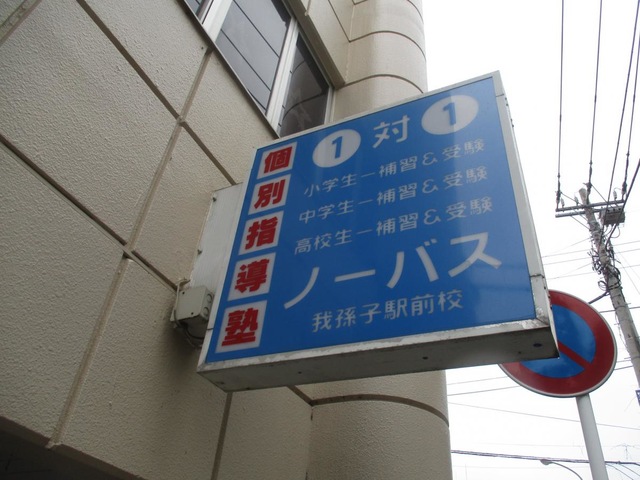 個別指導塾
1対1
小学生ー補習&受験
中学生ー補習&受験
高校生ー補習&受験
ノーバス
我孫子駅前校